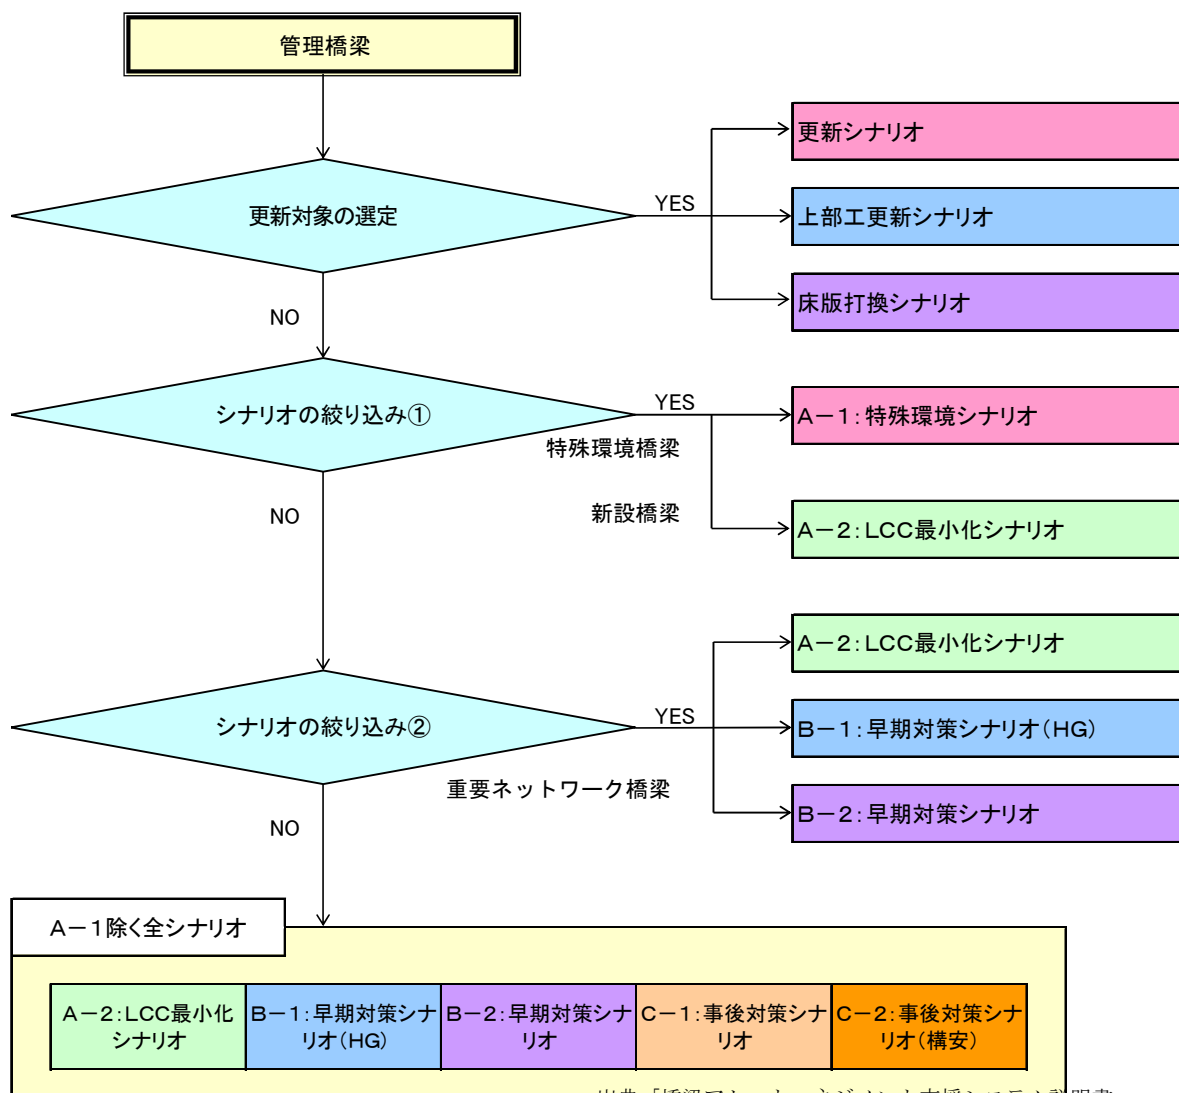 管理橋梁
更新対象の選定
YES
更新シナリオ
上部工更新シナリオ
床版打換シナリオ
NO
シナリオの絞り込み①
YES
特殊環境橋梁
新設橋梁
A-1:特殊環境シナリオ
A-2:LCC最小化シナリオ
NO
シナリオの絞り込み②
YES
重要ネットワーク橋梁
A-2:LCC最小化シナリオ
B-1:早期対策シナリオ(HG)
B-2:早期対策シナリオ
NO
A-1除く全シナリオ
A-2:LCC最小化
シナリオ
B-1:早期対策シナ
リオ(HG)
B-2:早期対策シナ
リオ
C-1:事後対策シナ
リオ
C-2:事後対策シナ
リオ(構安)